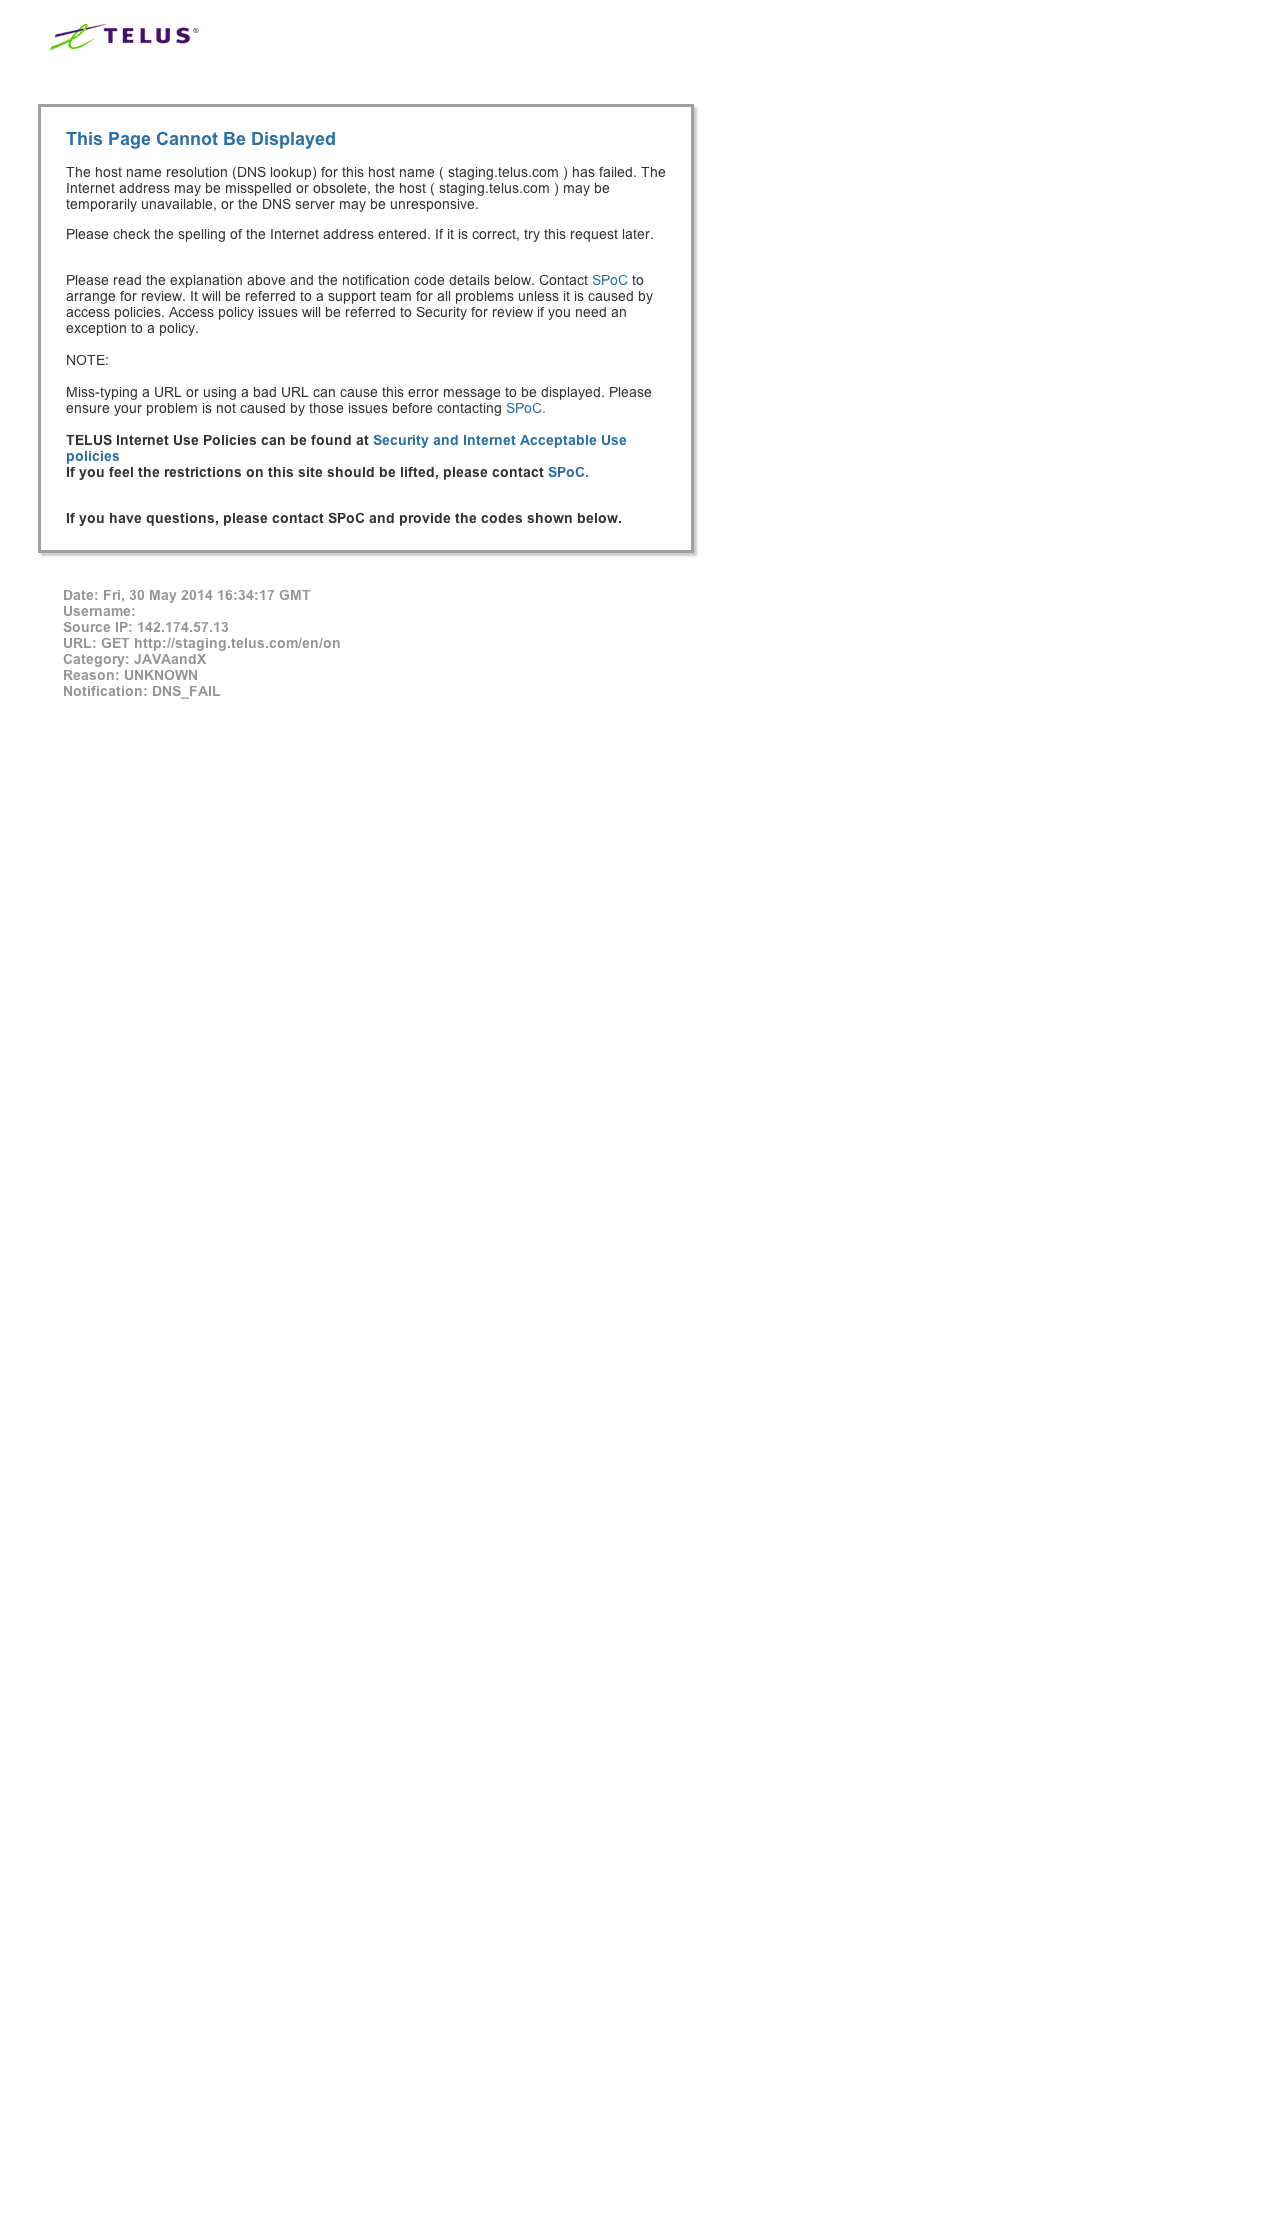 TELUS®
This Page Cannot Be Displayed
The host name resolution (DNS lookup) for this host name ( staging.telus.com ) has failed. The
Internet address may be misspelled or obsolete, the host ( staging.telus.com ) may be
temporarily unavailable, or the DNS server may be unresponsive.
Please check the spelling of the Internet address entered. If it is correct, try this request later.
Please read the explanation above and the notification code details below. Contact SPoC to
arrange for review. It will be referred to a support team for all problems unless it is caused by
access policies. Access policy issues will be referred to Security for review if you need an
exception to a policy.
NOTE:
Miss-typing a URL or using a bad URL can cause this error message to be displayed. Please
ensure your problem is not caused by those issues before contacting SPoC.
TELUS Internet Use Policies can be found at Security and Internet Acceptable Use
policies
If you feel the restrictions on this site should be lifted, please contact SPoC.
If you have questions, please contact SPoC and provide the codes shown below.
Date: Fri, 30 May 2014 16:34:17 GMT
Username:
Source IP: 142.174.57.13
URL: GET http://staging.telus.com/en/on
Category: JAVAandX
Reason: UNKNOWN
Notification: DNS_FAIL